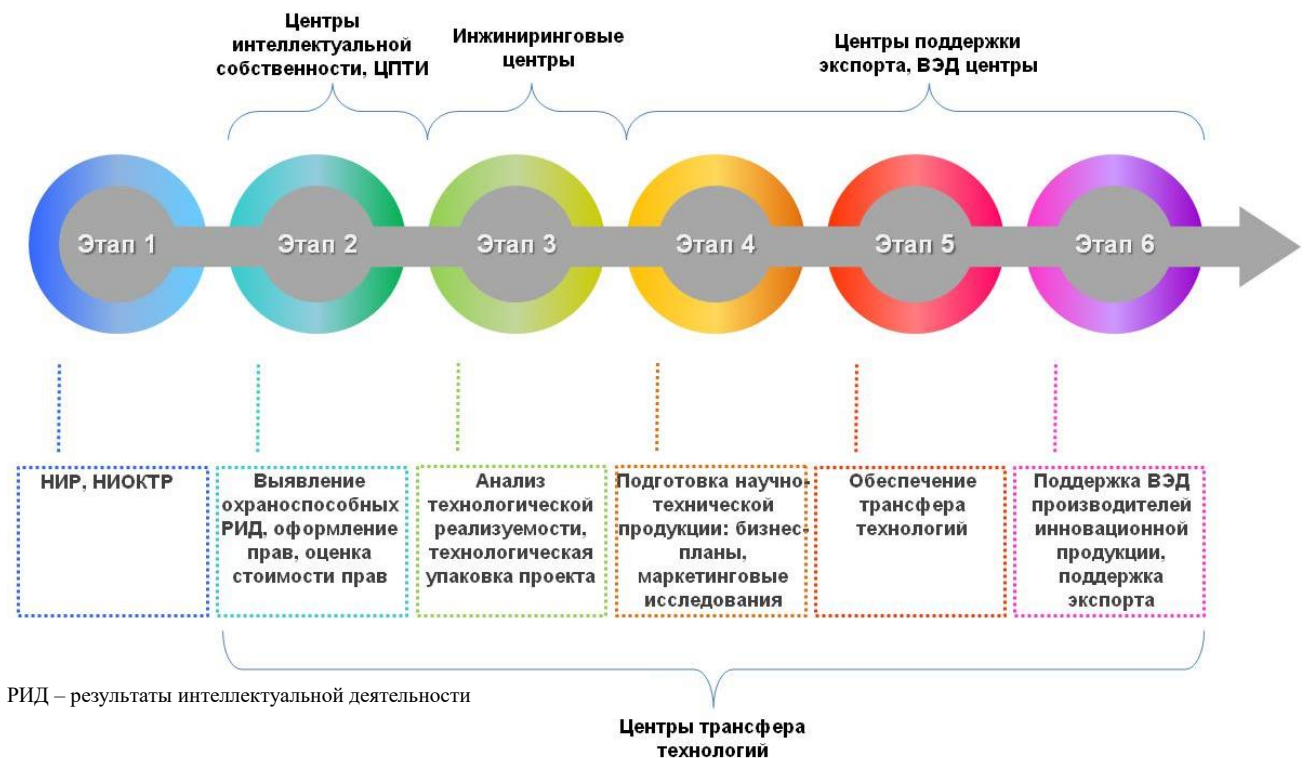 Центры
интеллектуальной
собственности, ЦПТИ
Инжиниринговые
центры
Центры поддержки
экспорта, ВЭД центры
Этап 1
Этап 2
Этап 3
Этап 4
Этап 5
Этап 6
НИР, НИОКТР
Выявление
охраноспособных
РИД, оформление
прав, оценка
стоимости прав
Анализ
технологической
реализуемости,
технологическая
упаковка проекта
Подготовка научно-
технической
продукции: бизнес-
планы,
маркетинговые
исследования
Обеспечение
трансфера
технологий
Поддержка ВЭД
производителей
инновационной
продукции,
поддержка
экспорта
РИД – результаты интеллектуальной деятельности
Центры трансфера
технологий